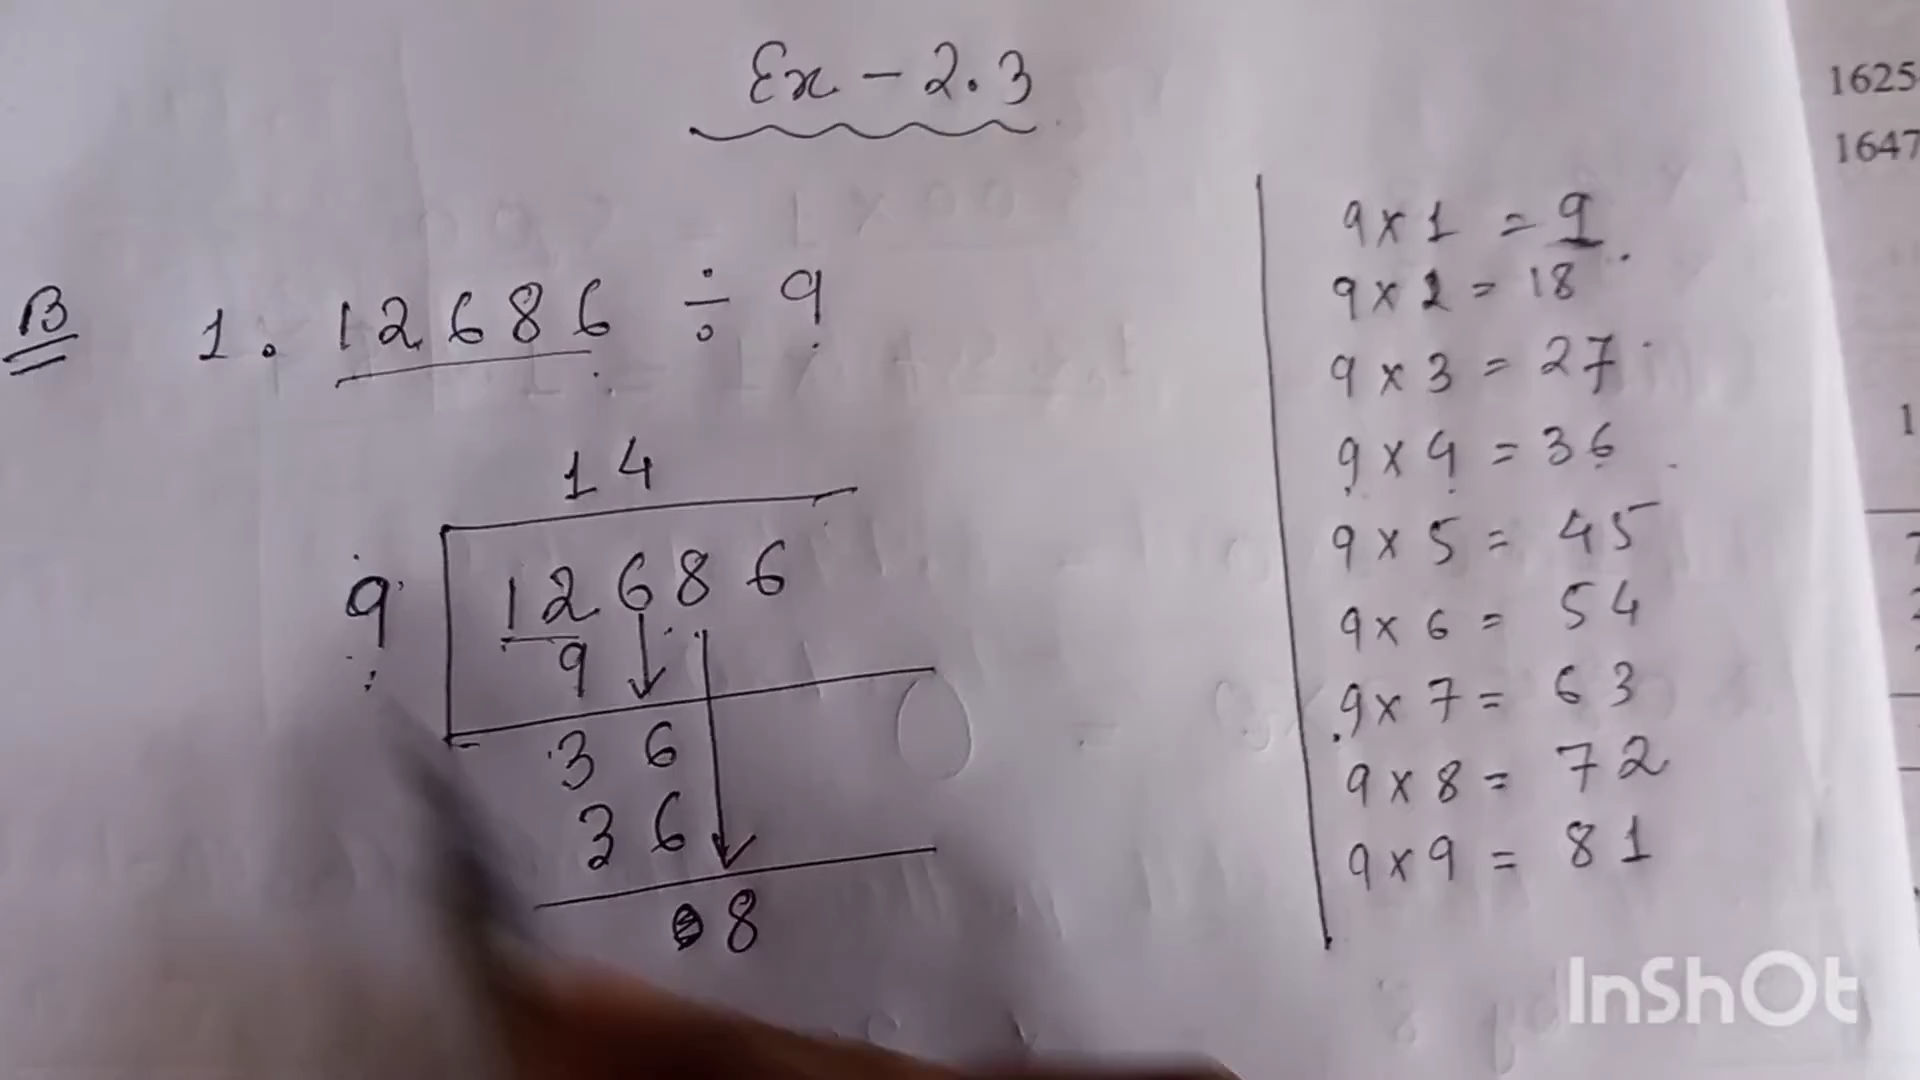 Ex - 2.3
B 1. 12686 ÷ 9
14
9 12686
9
36
36
8
9 x 1 = 9
9 x 2 = 18
9 x 3 = 27
9 x 4 = 36
9 x 5 = 45
9 x 6 = 54
9 x 7 = 63
9 x 8 = 72
9 x 9 = 81
1625
1647
1
InShOt